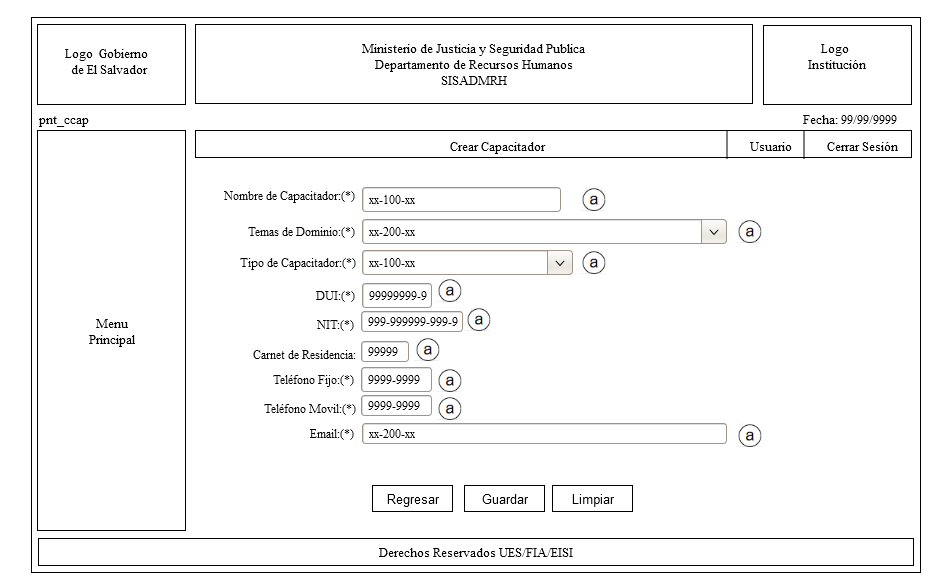 Logo Gobierno
de El Salvador
Ministerio de Justicia y Seguridad Publica
Departamento de Recursos Humanos
SISADMRH
Logo
Institución
pnt_ccap
Fecha: 99/99/9999
Crear Capacitador
Usuario
Cerrar Sesión
Menu
Principal
Nombre de Capacitador:(*) xx-100-xx a
Temas de Dominio:(*) xx-200-xx a
Tipo de Capacitador:(*) xx-100-xx a
DUI:(*) 99999999-9 a
NIT:(*) 999-999999-999-9 a
Carnet de Residencia: 99999 a
Teléfono Fijo:(*) 9999-9999 a
Teléfono Movil:(*) 9999-9999 a
Email:(*) xx-200-xx a
Regresar
Guardar
Limpiar
Derechos Reservados UES/FIA/EISI